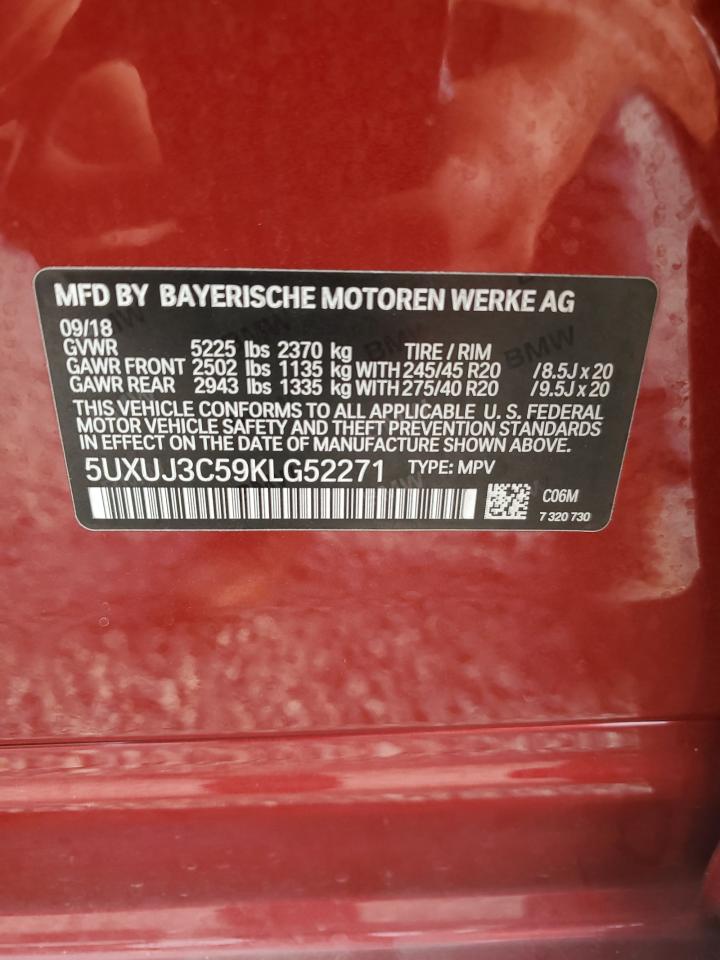 MFD BY BAYERISCHE MOTOREN WERKE AG
09/18
GVWR 5225 lbs 2370 kg TIRE / RIM
GAWR FRONT 2502 lbs 1135 kg WITH 245/45 R20 /8.5J x 20
GAWR REAR 2943 lbs 1335 kg WITH 275/40 R20 /9.5J x 20
THIS VEHICLE CONFORMS TO ALL APPLICABLE U. S. FEDERAL
MOTOR VEHICLE SAFETY AND THEFT PREVENTION STANDARDS
IN EFFECT ON THE DATE OF MANUFACTURE SHOWN ABOVE.
5UXUJ3C59KLG52271 TYPE: MPV
C06M
7 320 730